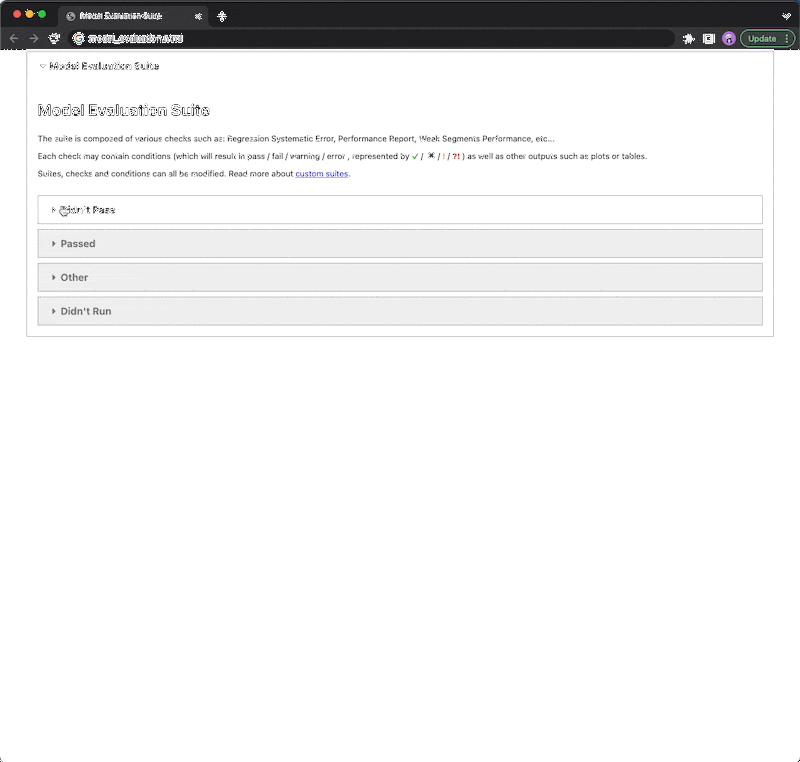 Model Evaluation Suite
model_evaluation.html
Update
Model Evaluation Suite
Model Evaluation Suite
The suite is composed of various checks such as: Regression Systematic Error, Performance Report, Weak Segments Performance, etc...
Each check may contain conditions (which will result in pass / fail / warning / error , represented by ✓ / ✖ / ! / ?! ) as well as other outputs such as plots or tables.
Suites, checks and conditions can all be modified. Read more about custom suites.
Didn't Pass
Passed
Other
Didn't Run